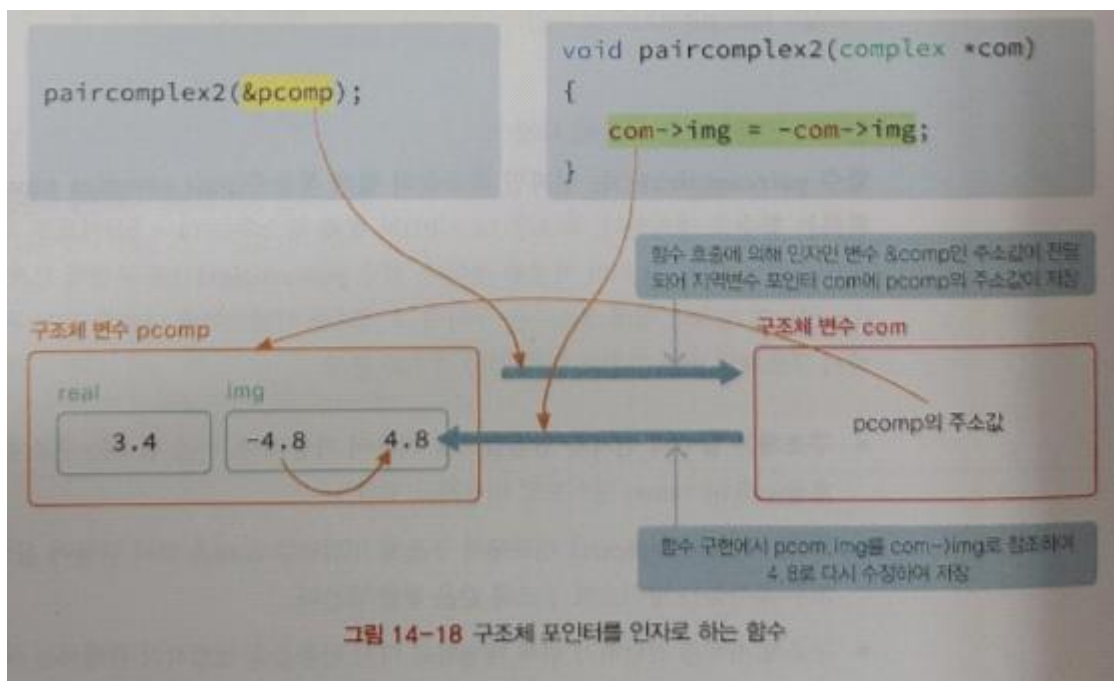 paircomplex2(&pcomp);
void paircomplex2(complex *com)
{
com->img = -com->img;
}
함수 호출에 의해 인자인 변수 &comp인 주소값이 전달
되어 지역변수 포인터 com에 pcomp의 주소값이 저장
구조체 변수 pcomp
구조체 변수 com
real
img
3.4
-4.8 4.8
pcomp의 주소값
함수 구현에서 pcom.img를 com->img로 참조하여
4.8로 다시 수정하여 저장
그림 14-18 구조체 포인터를 인자로 하는 함수